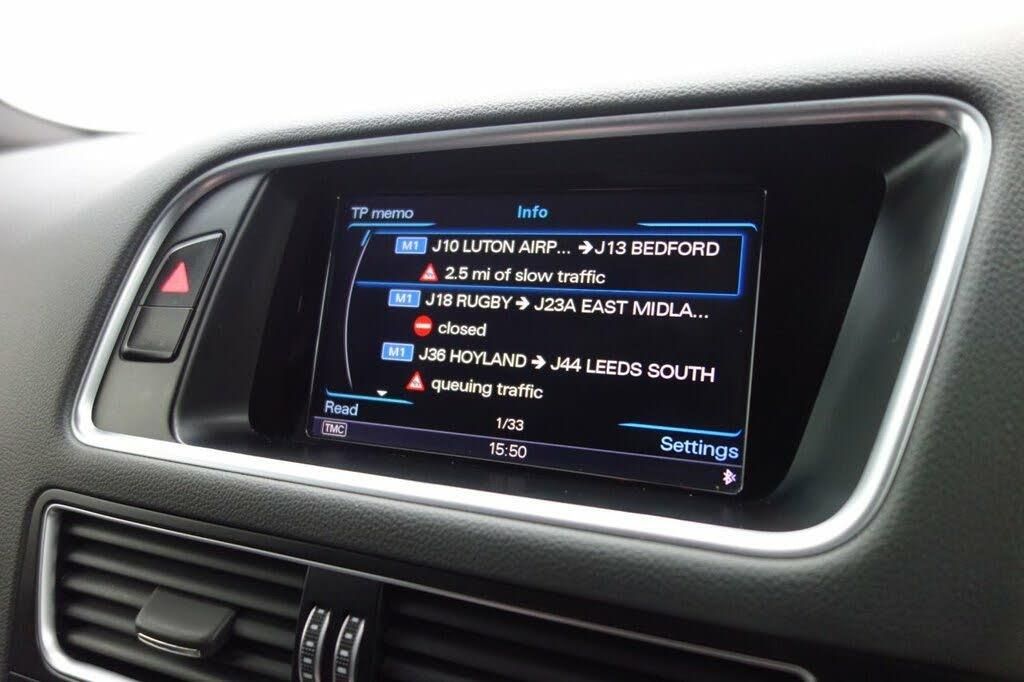 TP memo Info
M1 J10 LUTON AIRP... → J13 BEDFORD
2.5 mi of slow traffic
M1 J18 RUGBY → J23A EAST MIDLA...
closed
M1 J36 HOYLAND → J44 LEEDS SOUTH
queuing traffic
Read 1/33 Settings
TMC 15:50